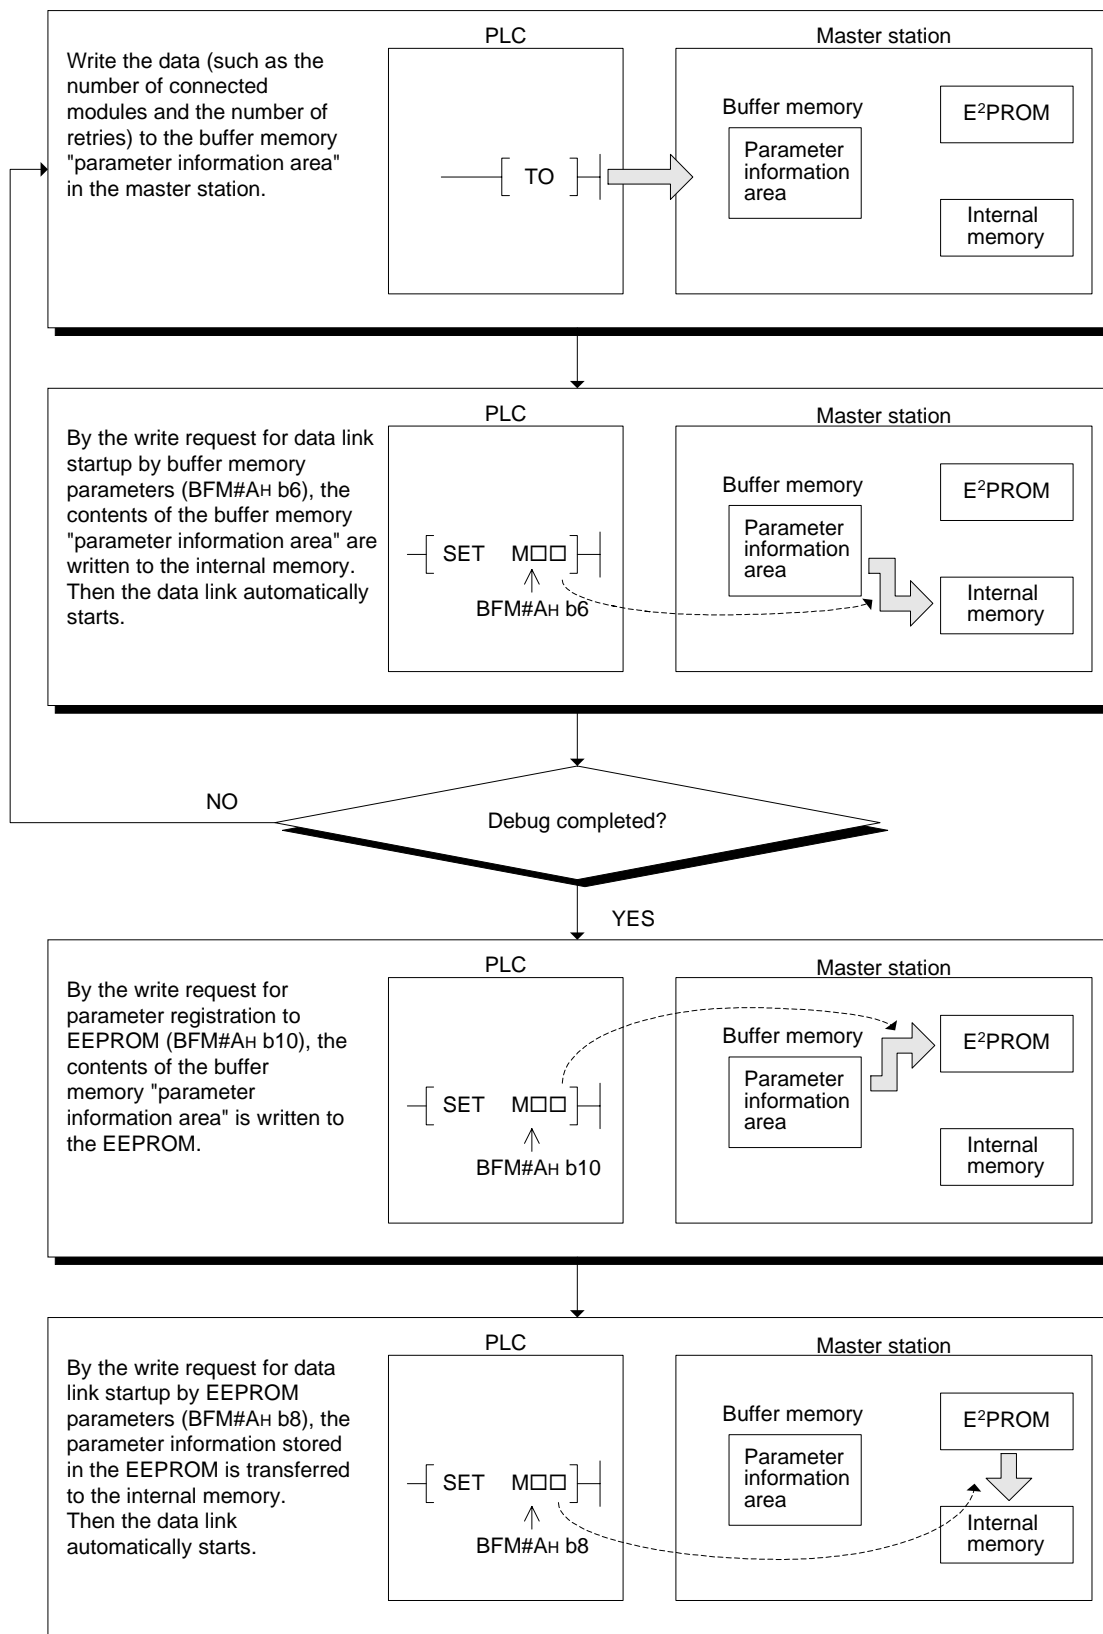 PLC
Master station
Write the data (such as the
number of connected
modules and the number of
retries) to the buffer memory
"parameter information area"
in the master station.
TO
Buffer memory
Parameter
information
area
E²PROM
Internal
memory
PLC
Master station
By the write request for data link
startup by buffer memory
parameters (BFM#AH b6), the
contents of the buffer memory
"parameter information area" are
written to the internal memory.
Then the data link automatically
starts.
SET M□□
BFM#AH b6
Buffer memory
Parameter
information
area
E²PROM
Internal
memory
NO
Debug completed?
YES
PLC
Master station
By the write request for
parameter registration to
EEPROM (BFM#AH b10), the
contents of the buffer
memory "parameter
information area" is written to
the EEPROM.
SET M□□
BFM#AH b10
Buffer memory
Parameter
information
area
E²PROM
Internal
memory
PLC
Master station
By the write request for data
link startup by EEPROM
parameters (BFM#AH b8), the
parameter information stored
in the EEPROM is transferred
to the internal memory.
Then the data link
automatically starts.
SET M□□
BFM#AH b8
Buffer memory
Parameter
information
area
E²PROM
Internal
memory